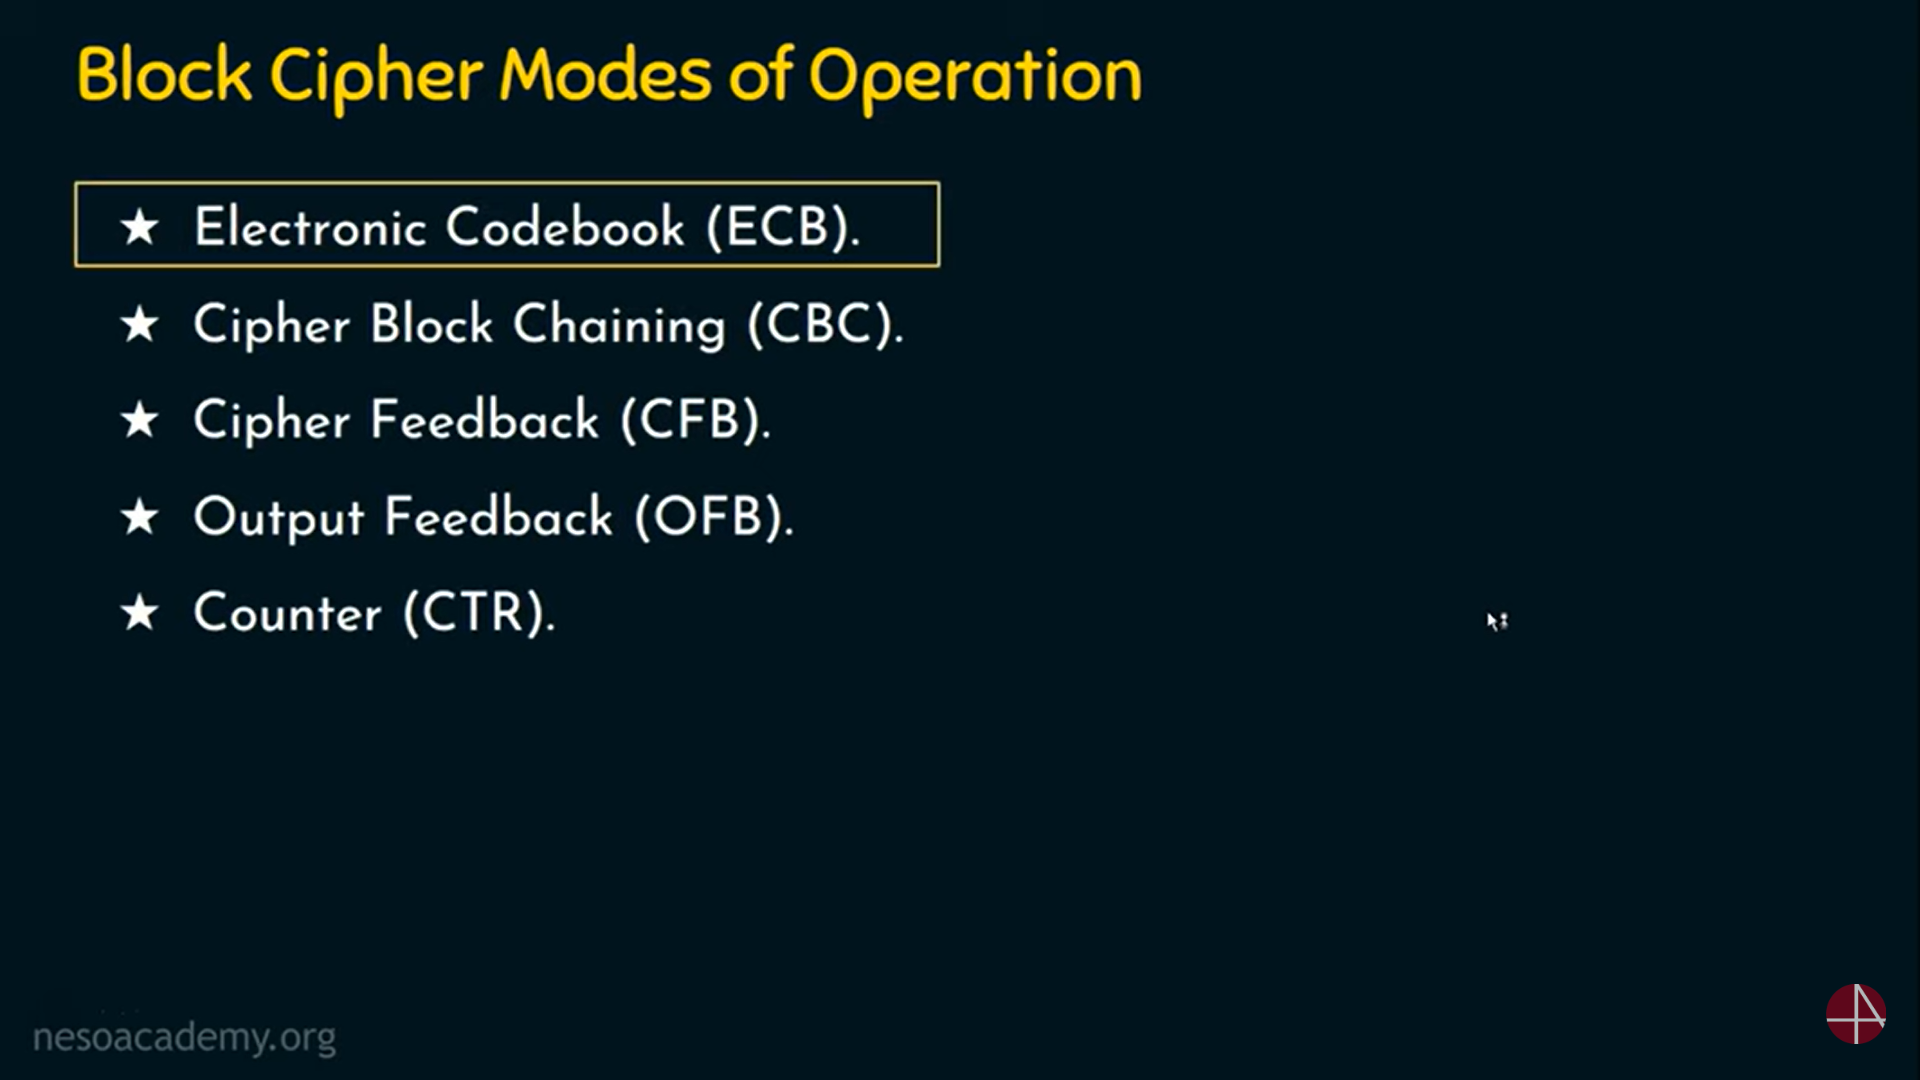 Block Cipher Modes of Operation
★ Electronic Codebook (ECB).
★ Cipher Block Chaining (CBC).
★ Cipher Feedback (CFB).
★ Output Feedback (OFB).
★ Counter (CTR).
nesoacademy.org